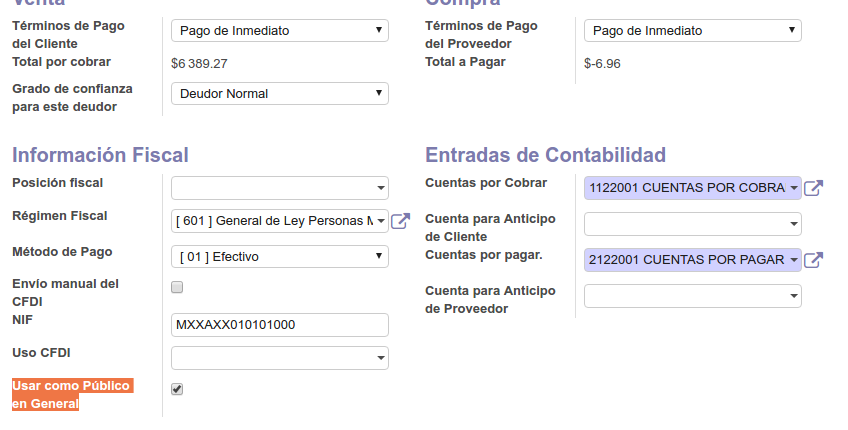 Venta
Términos de Pago
del Cliente
Pago de Inmediato
Total por cobrar
$6 389.27
Grado de confianza
para este deudor
Deudor Normal
Compra
Términos de Pago
del Proveedor
Pago de Inmediato
Total a Pagar
$-6.96
Información Fiscal
Posición fiscal
Régimen Fiscal
[ 601 ] General de Ley Personas M
Método de Pago
[ 01 ] Efectivo
Envío manual del
CFDI
NIF
MXXAXX010101000
Uso CFDI
Usar como Público
en General
Entradas de Contabilidad
Cuentas por Cobrar
1122001 CUENTAS POR COBRA
Cuenta para Anticipo
de Cliente
Cuentas por pagar.
2122001 CUENTAS POR PAGAR
Cuenta para Anticipo
de Proveedor